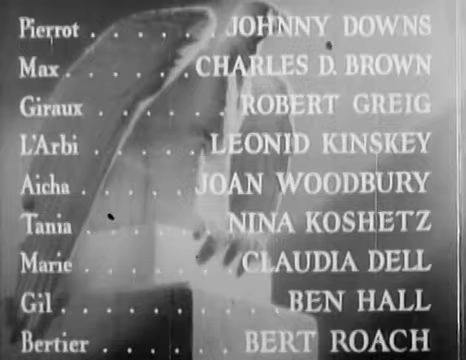 Pierrot . . . . . . JOHNNY DOWNS
Max . . . . . . CHARLES D. BROWN
Giraux . . . . . . ROBERT GREIG
L'Arbi . . . . . LEONID KINSKEY
Aicha . . . . . JOAN WOODBURY
Tania . . . . . . NINA KOSHETZ
Marie . . . . . . CLAUDIA DELL
Gil . . . . . . . . . . BEN HALL
Bertier . . . . . . BERT ROACH